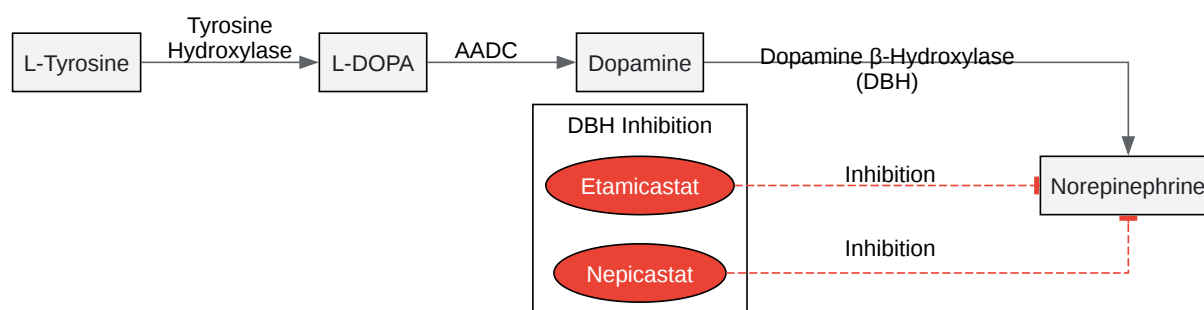 Tyrosine
Hydroxylase
L-Tyrosine
L-DOPA
AADC
Dopamine
Dopamine β-Hydroxylase
(DBH)
DBH Inhibition
Etamicastat
Inhibition
Norepinephrine
Nepicastat
Inhibition